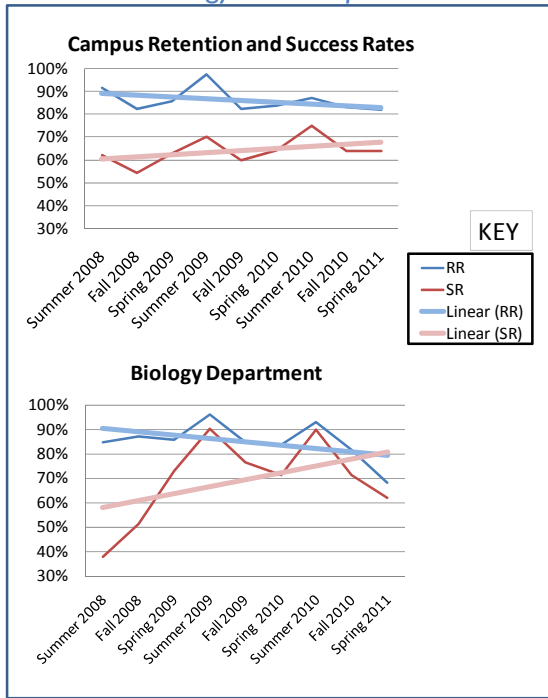 Campus Retention and Success Rates
100%
90%
80%
70%
60%
50%
40%
30%
Summer 2008
Fall 2008
Spring 2009
Summer 2009
Fall 2009
Spring 2010
Summer 2010
Fall 2010
Spring 2011
KEY
RR
SR
Linear (RR)
Linear (SR)
Biology Department
100%
90%
80%
70%
60%
50%
40%
30%
Summer 2008
Fall 2008
Spring 2009
Summer 2009
Fall 2009
Spring 2010
Summer 2010
Fall 2010
Spring 2011